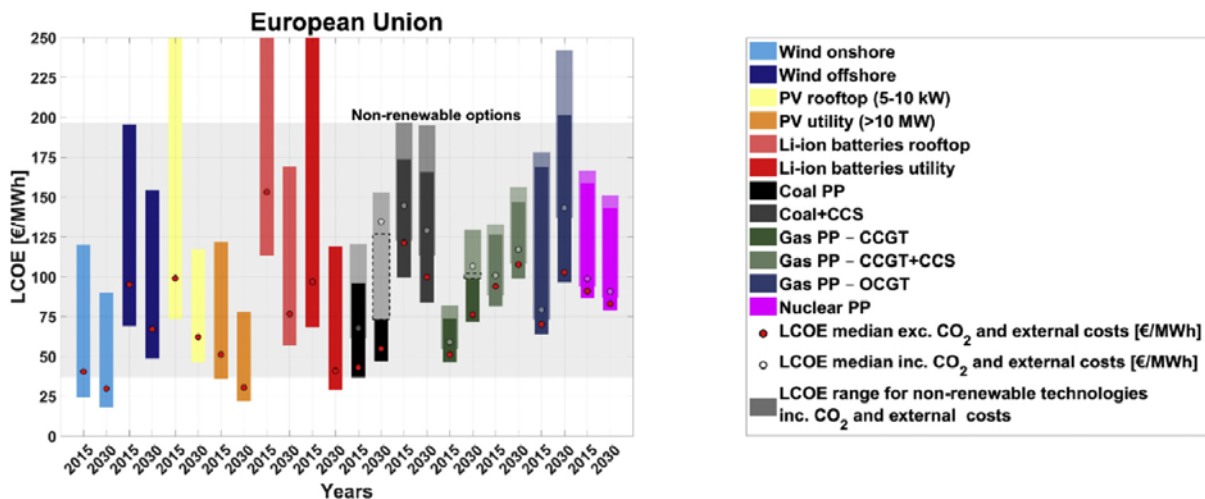 European Union
250
225
200
175
150
125
100
75
50
25
0
LCOE [€/MWh]
Non-renewable options
2015
2030
2015
2030
2015
2030
2015
2030
2015
2030
2015
2030
2015
2030
2015
2030
2015
2030
2015
2030
2015
2030
2015
2030
Years
Wind onshore
Wind offshore
PV rooftop (5-10 kW)
PV utility (>10 MW)
Li-ion batteries rooftop
Li-ion batteries utility
Coal PP
Coal+CCS
Gas PP – CCGT
Gas PP – CCGT+CCS
Gas PP – OCGT
Nuclear PP
LCOE median exc. CO₂ and external costs [€/MWh]
LCOE median inc. CO₂ and external costs [€/MWh]
LCOE range for non-renewable technologies
inc. CO₂ and external costs